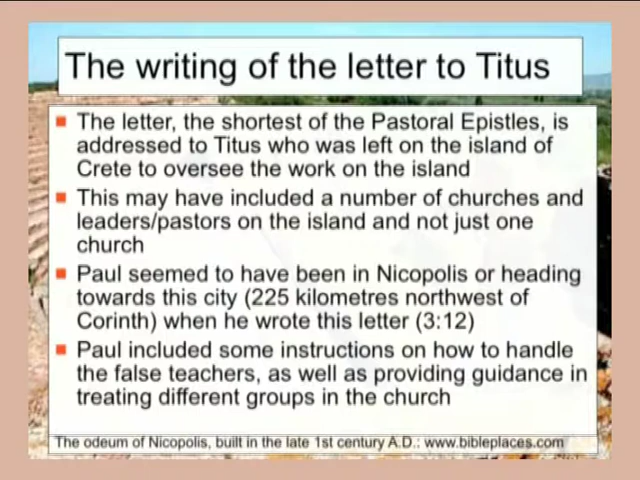 The writing of the letter to Titus
The letter, the shortest of the Pastoral Epistles, is
addressed to Titus who was left on the island of
Crete to oversee the work on the island
This may have included a number of churches and
leaders/pastors on the island and not just one
church
Paul seemed to have been in Nicopolis or heading
towards this city (225 kilometres northwest of
Corinth) when he wrote this letter (3:12)
Paul included some instructions on how to handle
the false teachers, as well as providing guidance in
treating different groups in the church
The odeum of Nicopolis, built in the late 1st century A.D.: www.bibleplaces.com